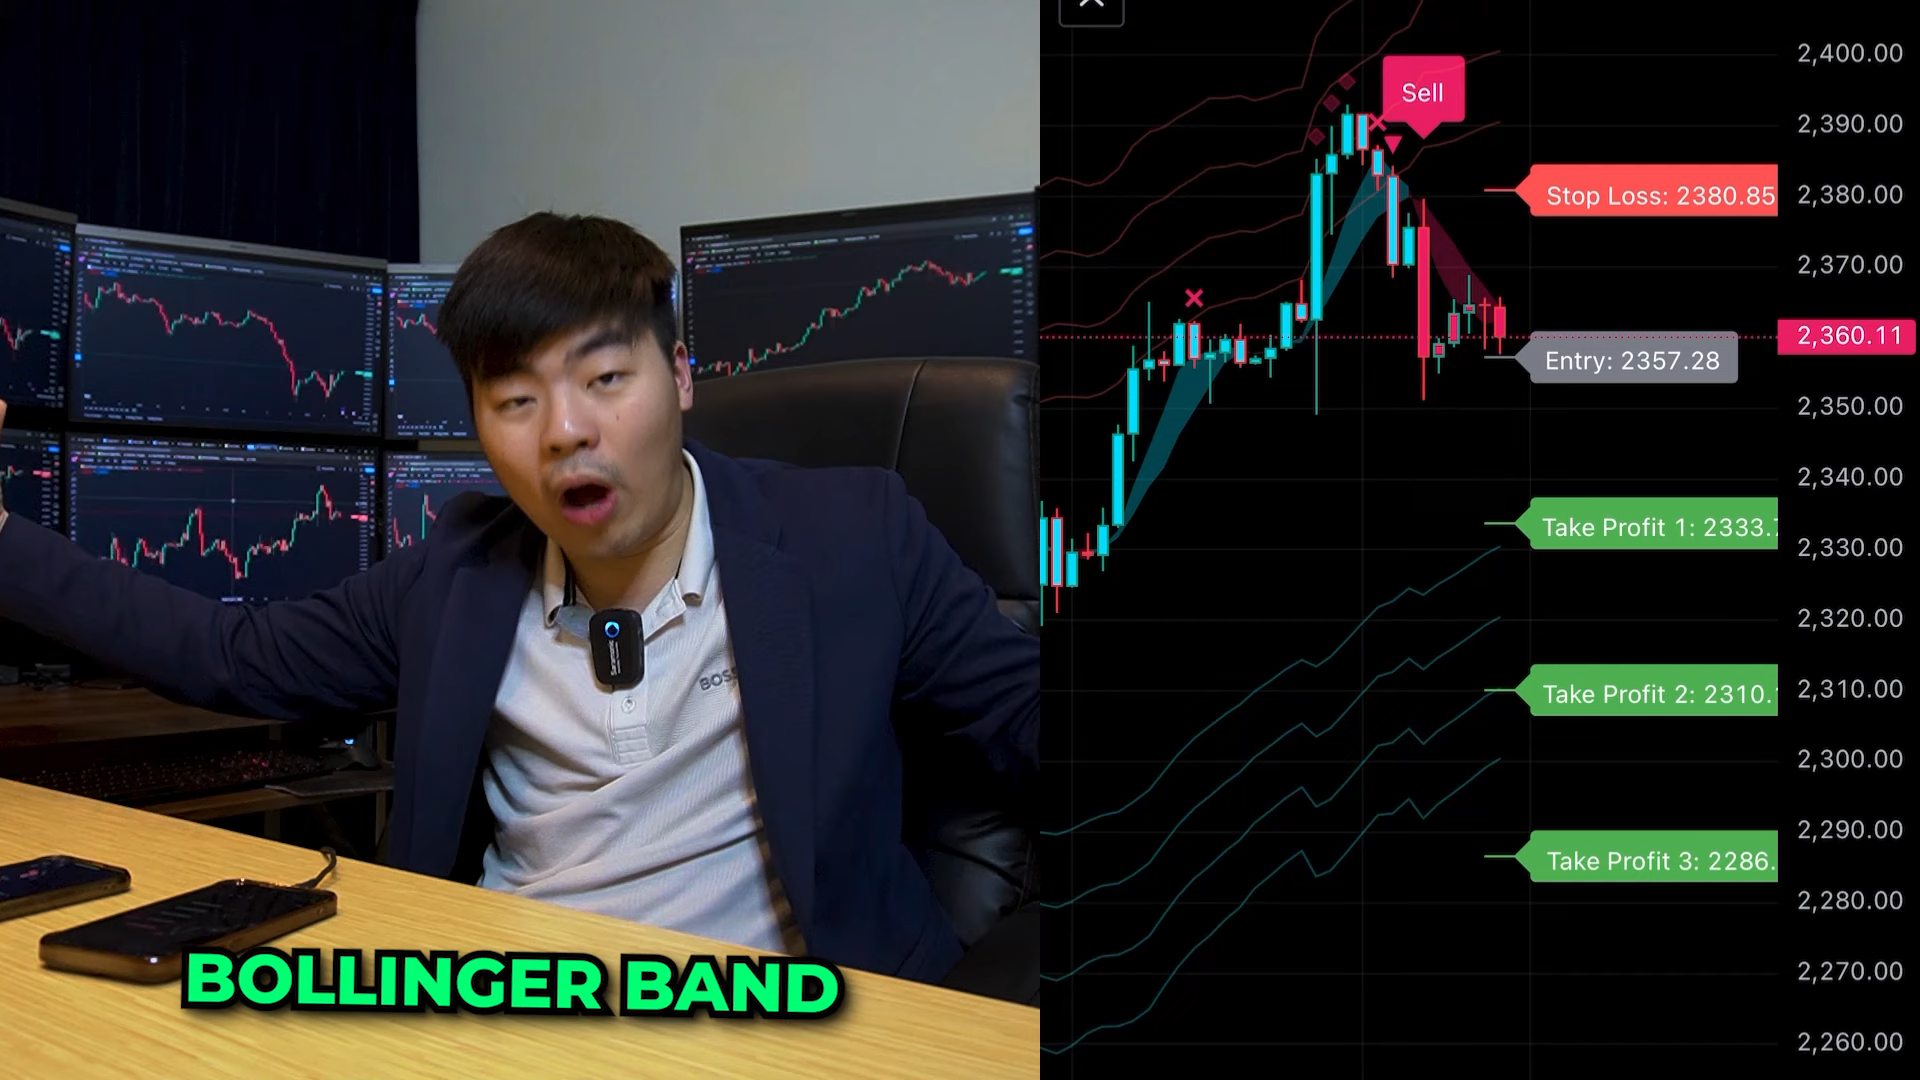 BOSS
BOLLINGER BAND
Sell
Stop Loss: 2380.85
Entry: 2357.28
Take Profit 1: 2333.
Take Profit 2: 2310.
Take Profit 3: 2286.
2,400.00
2,390.00
2,380.00
2,370.00
2,360.11
2,350.00
2,340.00
2,330.00
2,320.00
2,310.00
2,300.00
2,290.00
2,280.00
2,270.00
2,260.00